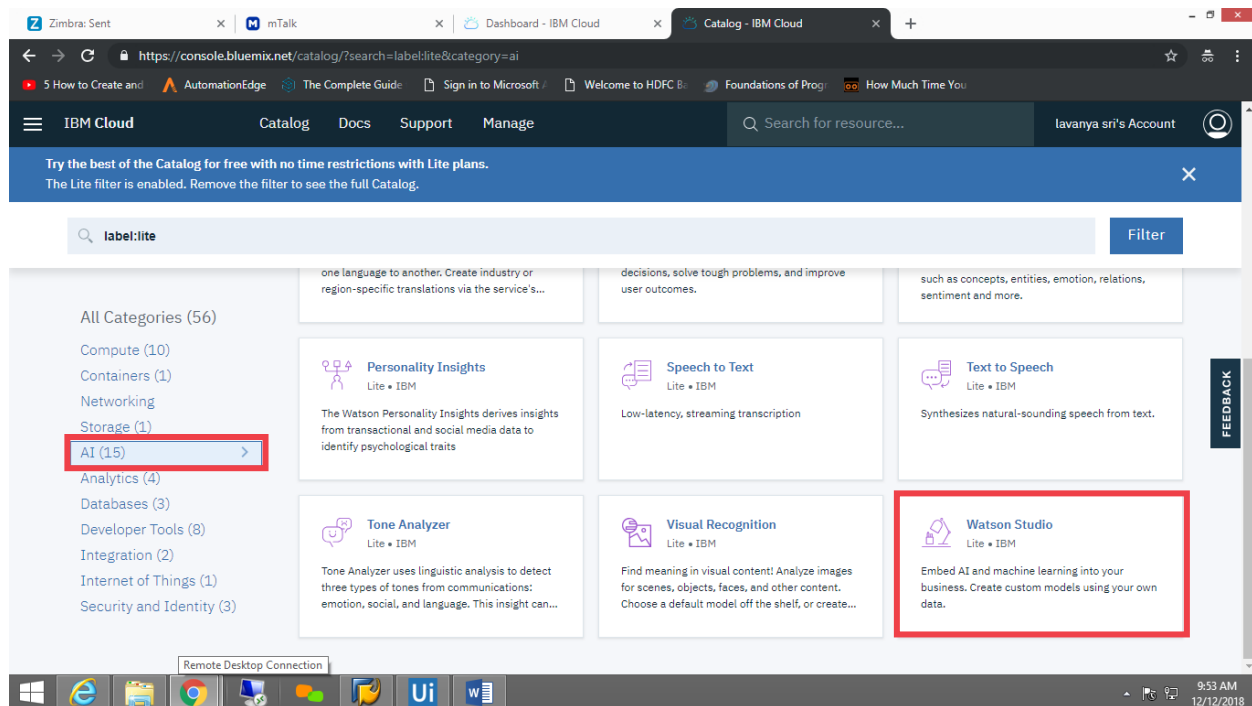 Zimbra: Sent
mTalk
Dashboard - IBM Cloud
Catalog - IBM Cloud
https://console.bluemix.net/catalog/?search=label:lite&category=ai
5 How to Create and
AutomationEdge
The Complete Guide
Sign in to Microsoft A
Welcome to HDFC Ba
Foundations of Progr
How Much Time You
IBM Cloud
Catalog
Docs
Support
Manage
Search for resource...
lavanya sri's Account
Try the best of the Catalog for free with no time restrictions with Lite plans.
The Lite filter is enabled. Remove the filter to see the full Catalog.
label:lite
Filter
All Categories (56)
Compute (10)
Containers (1)
Networking
Storage (1)
AI (15)
Analytics (4)
Databases (3)
Developer Tools (8)
Integration (2)
Internet of Things (1)
Security and Identity (3)
one language to another. Create industry or
region-specific translations via the service's...
decisions, solve tough problems, and improve
user outcomes.
such as concepts, entities, emotion, relations,
sentiment and more.
Personality Insights
Lite • IBM
The Watson Personality Insights derives insights
from transactional and social media data to
identify psychological traits
Speech to Text
Lite • IBM
Low-latency, streaming transcription
Text to Speech
Lite • IBM
Synthesizes natural-sounding speech from text.
Tone Analyzer
Lite • IBM
Tone Analyzer uses linguistic analysis to detect
three types of tones from communications:
emotion, social, and language. This insight can...
Visual Recognition
Lite • IBM
Find meaning in visual content! Analyze images
for scenes, objects, faces, and other content.
Choose a default model off the shelf, or create...
Watson Studio
Lite • IBM
Embed AI and machine learning into your
business. Create custom models using your own
data.
FEEDBACK
Remote Desktop Connection
Ui
9:53 AM
12/12/2018